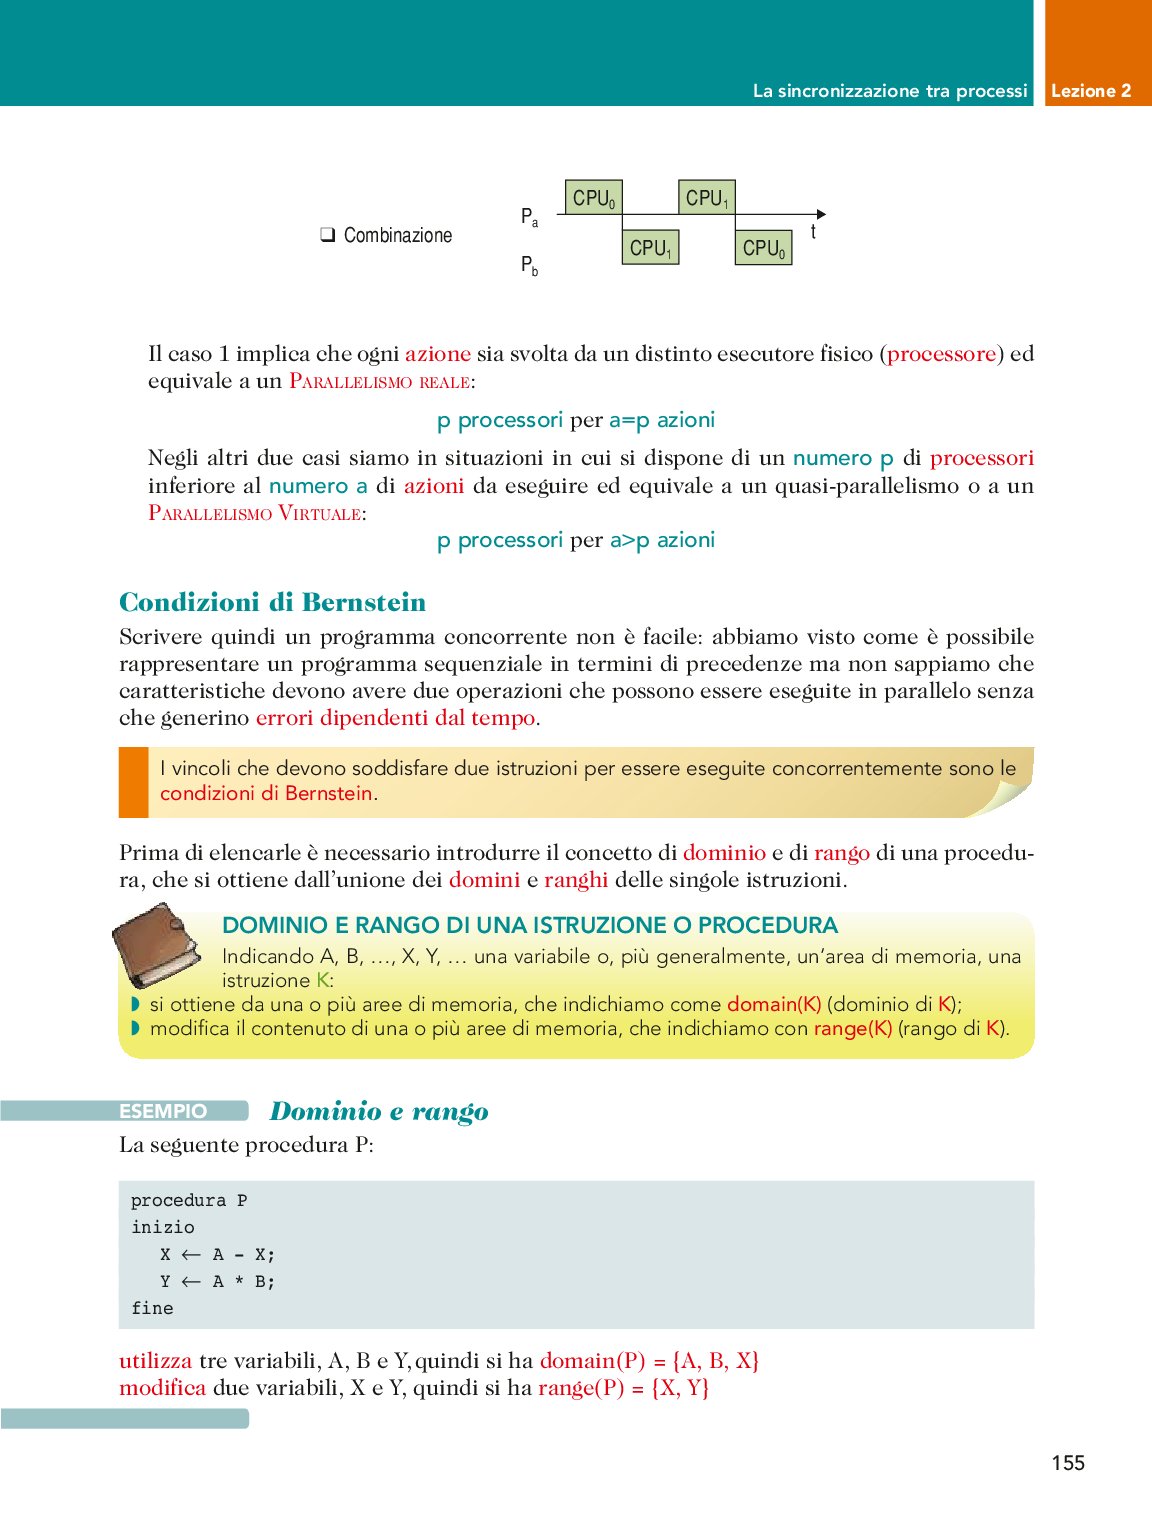 La sincronizzazione tra processi Lezione 2
❑ Combinazione
Pa
Pb
CPU0
CPU1
CPU1
CPU0
t
Il caso 1 implica che ogni azione sia svolta da un distinto esecutore fisico (processore) ed
equivale a un Parallelismo reale:
p processori per a=p azioni
Negli altri due casi siamo in situazioni in cui si dispone di un numero p di processori
inferiore al numero a di azioni da eseguire ed equivale a un quasi-parallelismo o a un
Parallelismo Virtuale:
p processori per a>p azioni
Condizioni di Bernstein
Scrivere quindi un programma concorrente non è facile: abbiamo visto come è possibile
rappresentare un programma sequenziale in termini di precedenze ma non sappiamo che
caratteristiche devono avere due operazioni che possono essere eseguite in parallelo senza
che generino errori dipendenti dal tempo.
I vincoli che devono soddisfare due istruzioni per essere eseguite concorrentemente sono le
condizioni di Bernstein.
Prima di elencarle è necessario introdurre il concetto di dominio e di rango di una procedu-
ra, che si ottiene dall'unione dei domini e ranghi delle singole istruzioni.
DOMINIO E RANGO DI UNA ISTRUZIONE O PROCEDURA
Indicando A, B, …, X, Y, … una variabile o, più generalmente, un'area di memoria, una
istruzione K:
◗ si ottiene da una o più aree di memoria, che indichiamo come domain(K) (dominio di K);
◗ modifica il contenuto di una o più aree di memoria, che indichiamo con range(K) (rango di K).
ESEMPIO Dominio e rango
La seguente procedura P:
procedura P
inizio
X ← A – X;
Y ← A * B;
fine
utilizza tre variabili, A, B e Y, quindi si ha domain(P) = {A, B, X}
modifica due variabili, X e Y, quindi si ha range(P) = {X, Y}
155